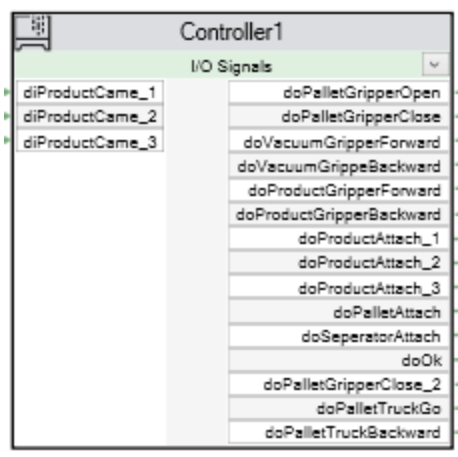 Controller1
I/O Signals
diProductCame_1 doPalletGripperOpen
diProductCame_2 doPalletGripperClose
diProductCame_3 doVacuumGripperForward
doVacuumGrippeBackward
doProductGripperForward
doProductGripperBackward
doProductAttach_1
doProductAttach_2
doProductAttach_3
doPalletAttach
doSeperatorAttach
doOk
doPalletGripperClose_2
doPalletTruckGo
doPalletTruckBackward